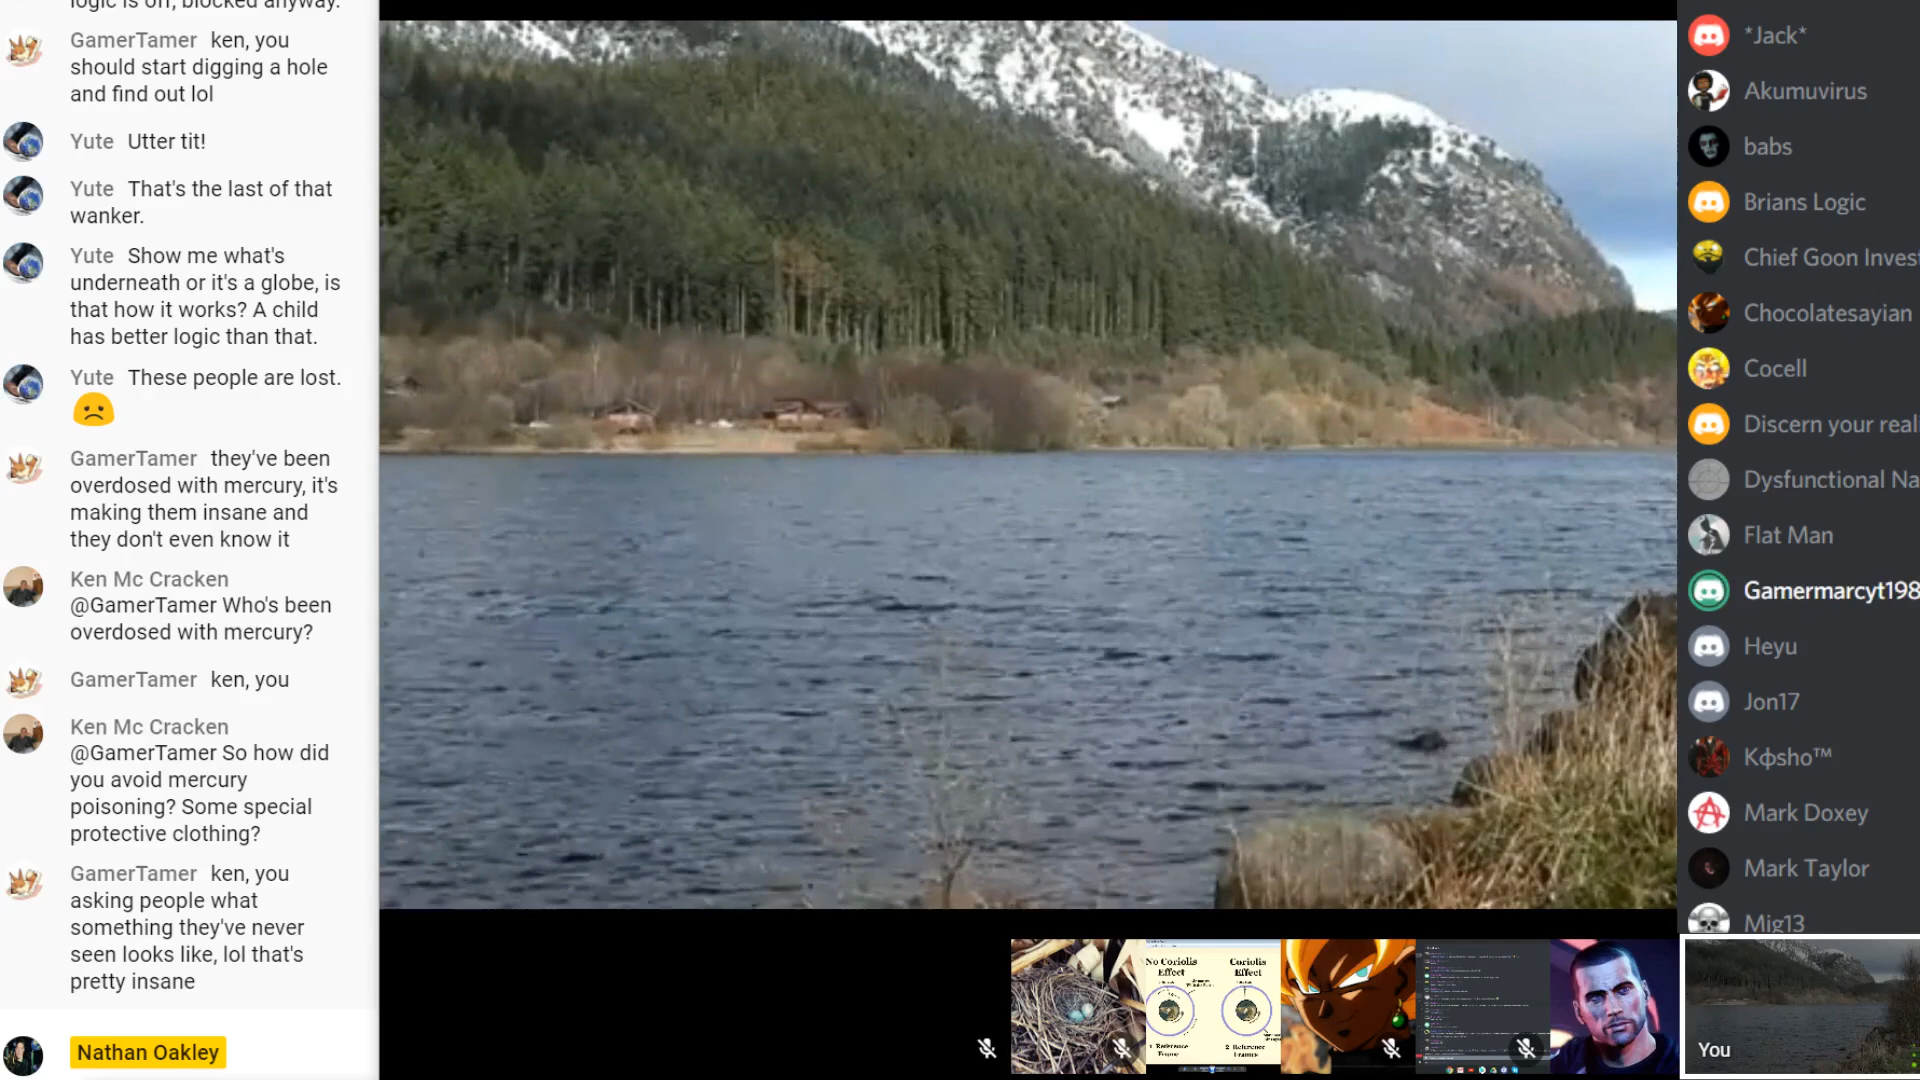 logic is off, blocked anyway.
GamerTamer ken, you
should start digging a hole
and find out lol
Yute Utter tit!
Yute That's the last of that
wanker.
Yute Show me what's
underneath or it's a globe, is
that how it works? A child
has better logic than that.
Yute These people are lost.
GamerTamer they've been
overdosed with mercury, it's
making them insane and
they don't even know it
Ken Mc Cracken
@GamerTamer Who's been
overdosed with mercury?
GamerTamer ken, you
Ken Mc Cracken
@GamerTamer So how did
you avoid mercury
poisoning? Some special
protective clothing?
GamerTamer ken, you
asking people what
something they've never
seen looks like, lol that's
pretty insane
Nathan Oakley
*Jack*
Akumuvirus
babs
Brians Logic
Chief Goon Inves
Chocolatesayian
Cocell
Discern your real
Dysfunctional Na
Flat Man
Gamermarcyt198
Heyu
Jon17
Kфsho™
Mark Doxey
Mark Taylor
Mig13
No Coriolis
Effect
Coriolis
Effect
1 Reference
Frame
2 Reference
Frames
You